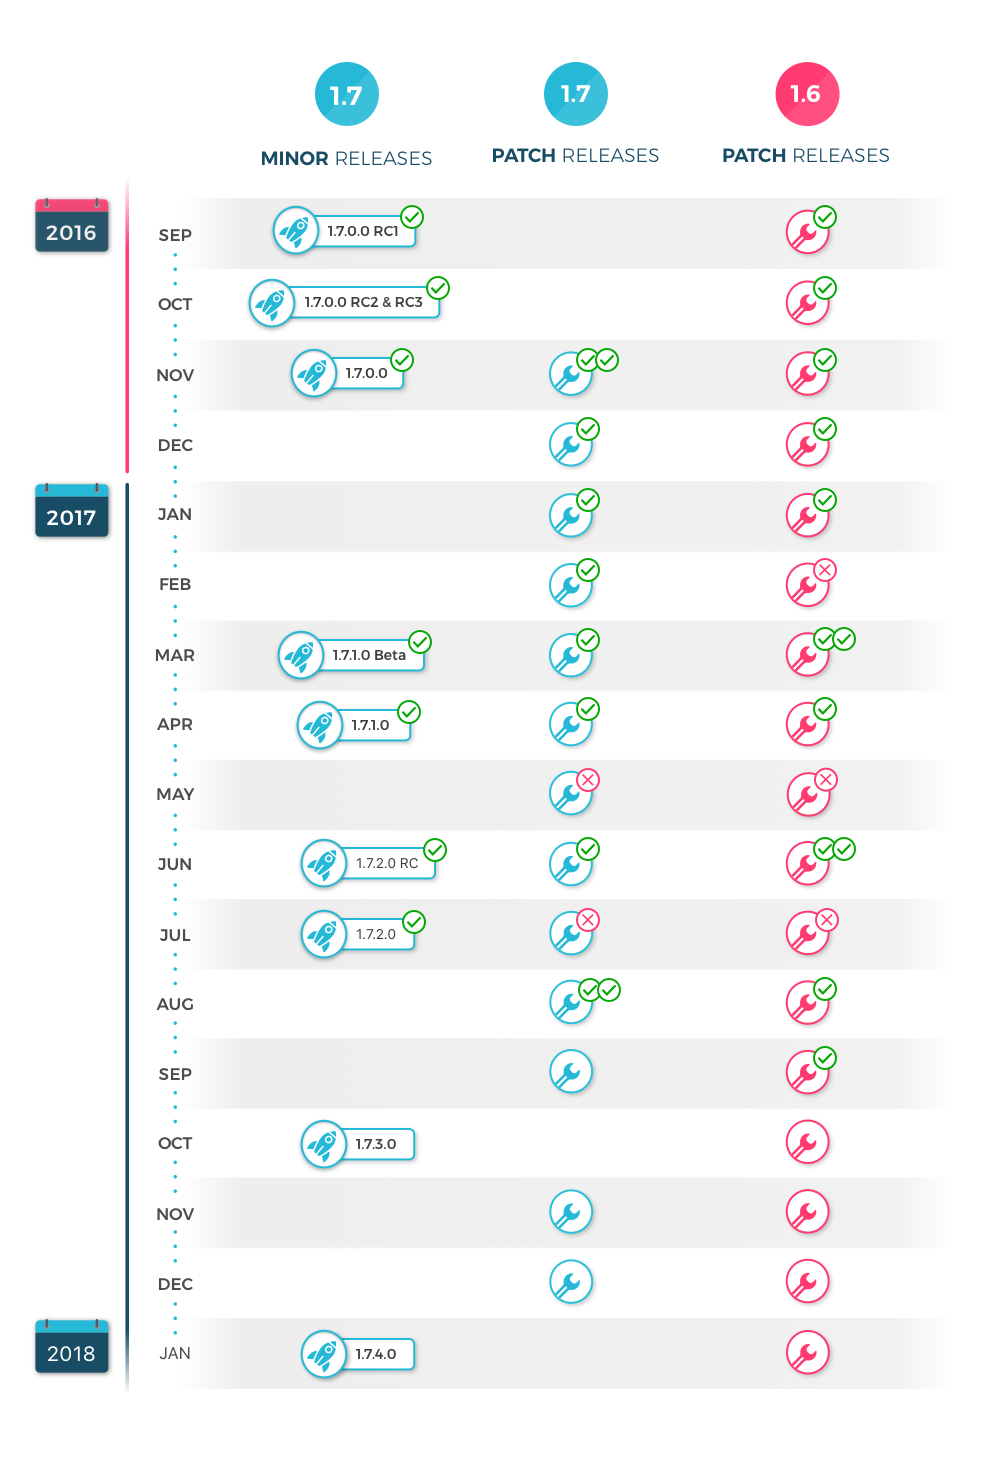 1.7 1.7 1.6
MINOR RELEASES PATCH RELEASES PATCH RELEASES
2016
SEP 1.7.0.0 RC1
OCT 1.7.0.0 RC2 & RC3
NOV 1.7.0.0
DEC
2017
JAN
FEB
MAR 1.7.1.0 Beta
APR 1.7.1.0
MAY
JUN 1.7.2.0 RC
JUL 1.7.2.0
AUG
SEP
OCT 1.7.3.0
NOV
DEC
2018
JAN 1.7.4.0